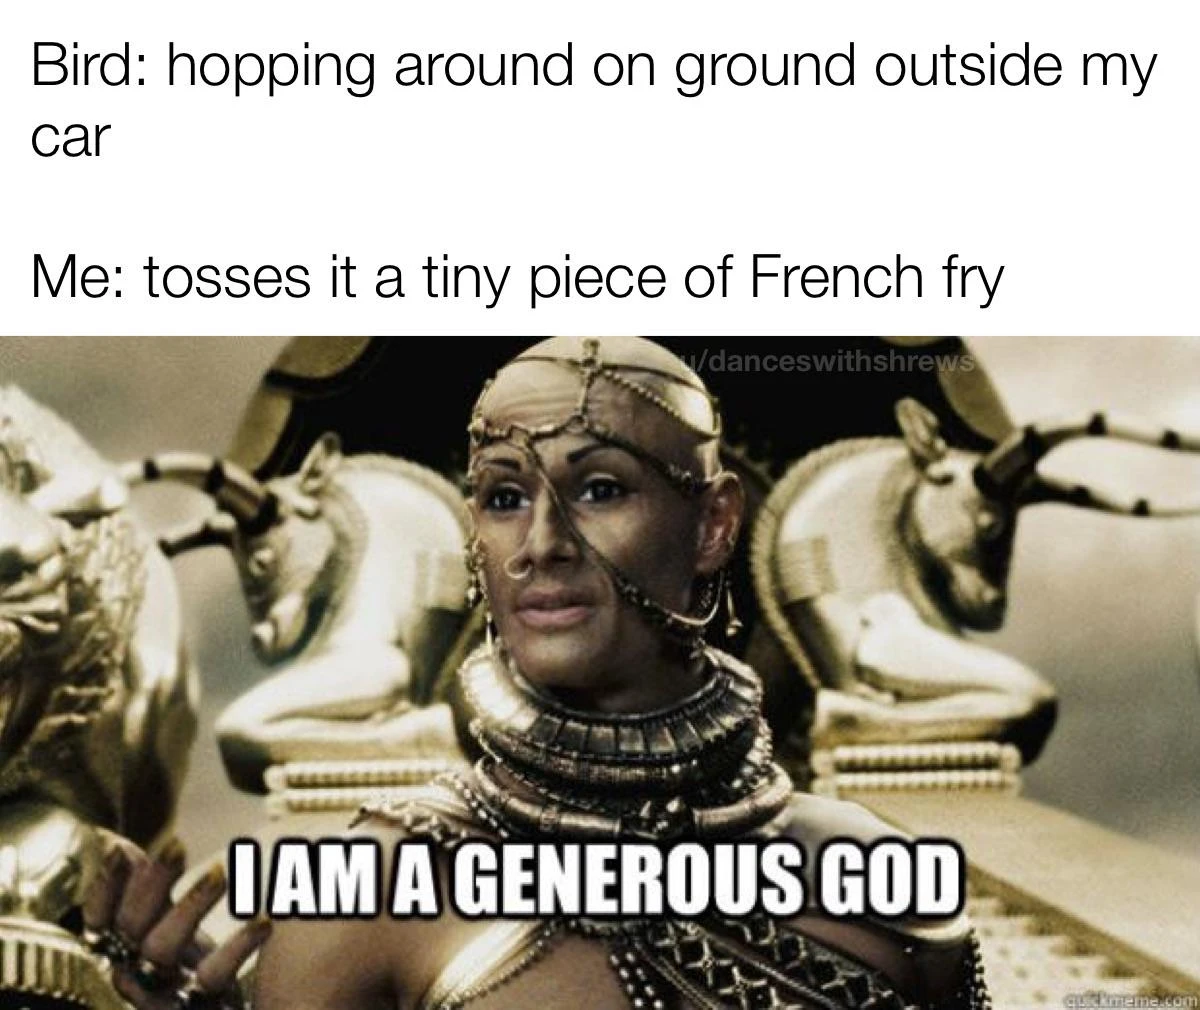 Bird: hopping around on ground outside my
car
Me: tosses it a tiny piece of French fry
u/danceswithshrews
I AM A GENEROUS GOD
quickmeme.com